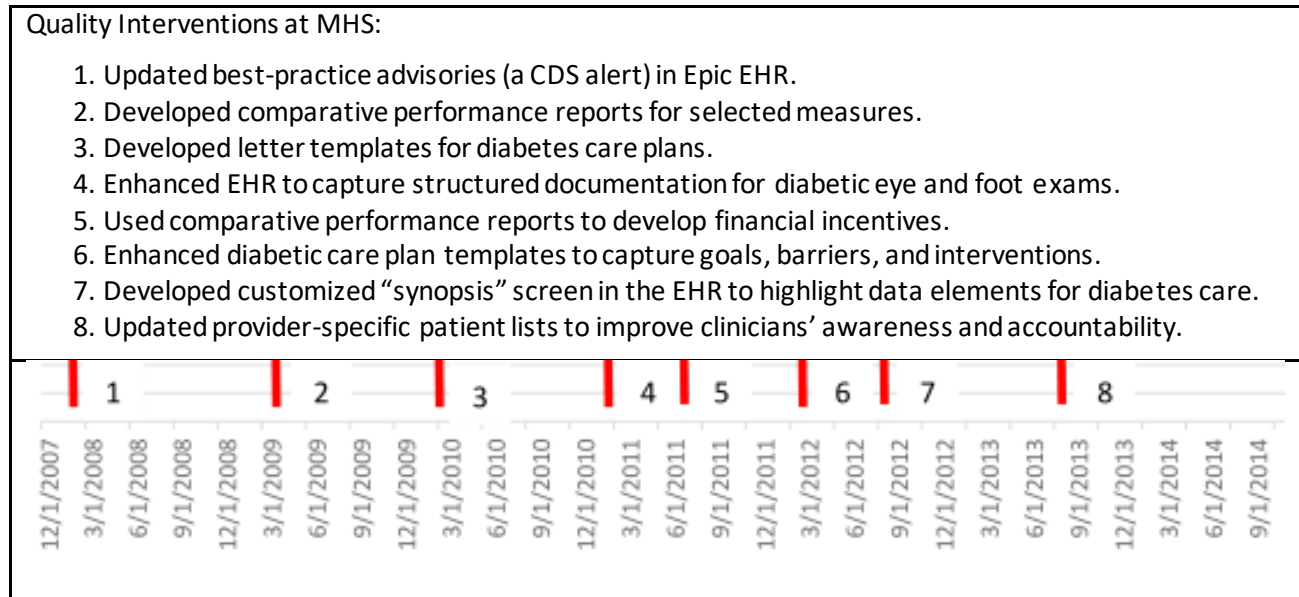 Quality Interventions at MHS:
1. Updated best-practice advisories (a CDS alert) in Epic EHR.
2. Developed comparative performance reports for selected measures.
3. Developed letter templates for diabetes care plans.
4. Enhanced EHR to capture structured documentation for diabetic eye and foot exams.
5. Used comparative performance reports to develop financial incentives.
6. Enhanced diabetic care plan templates to capture goals, barriers, and interventions.
7. Developed customized “synopsis” screen in the EHR to highlight data elements for diabetes care.
8. Updated provider-specific patient lists to improve clinicians’ awareness and accountability.
1 2 3 4 5 6 7 8
12/1/2007
3/1/2008
6/1/2008
9/1/2008
12/1/2008
3/1/2009
6/1/2009
9/1/2009
12/1/2009
3/1/2010
6/1/2010
9/1/2010
12/1/2010
3/1/2011
6/1/2011
9/1/2011
12/1/2011
3/1/2012
6/1/2012
9/1/2012
12/1/2012
3/1/2013
6/1/2013
9/1/2013
12/1/2013
3/1/2014
6/1/2014
9/1/2014